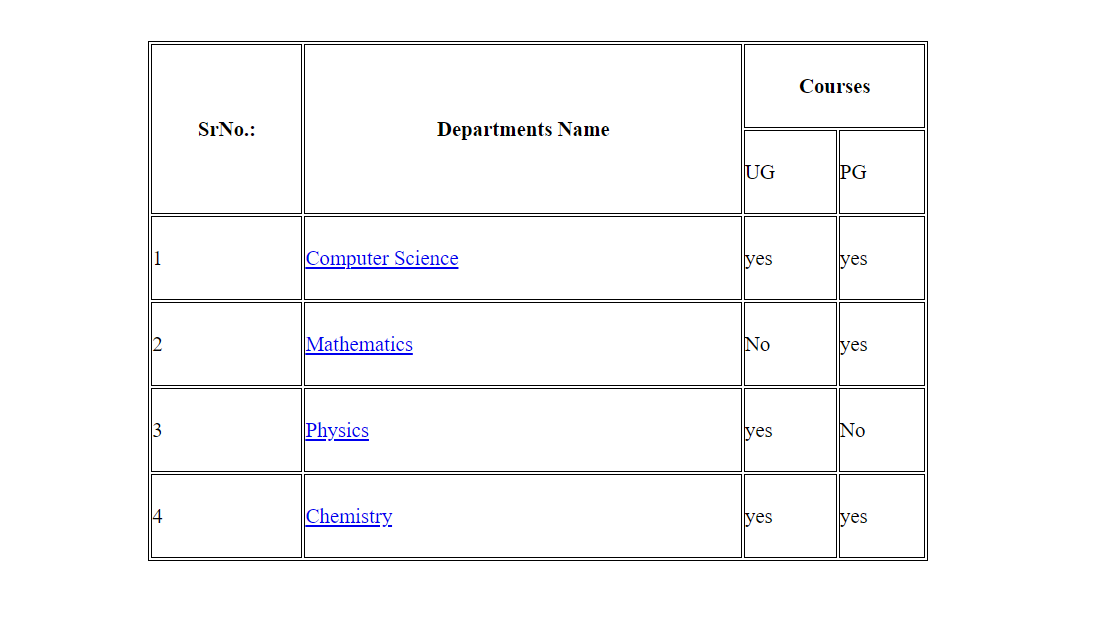 SrNo.: Departments Name Courses
UG PG
1 Computer Science yes yes
2 Mathematics No yes
3 Physics yes No
4 Chemistry yes yes